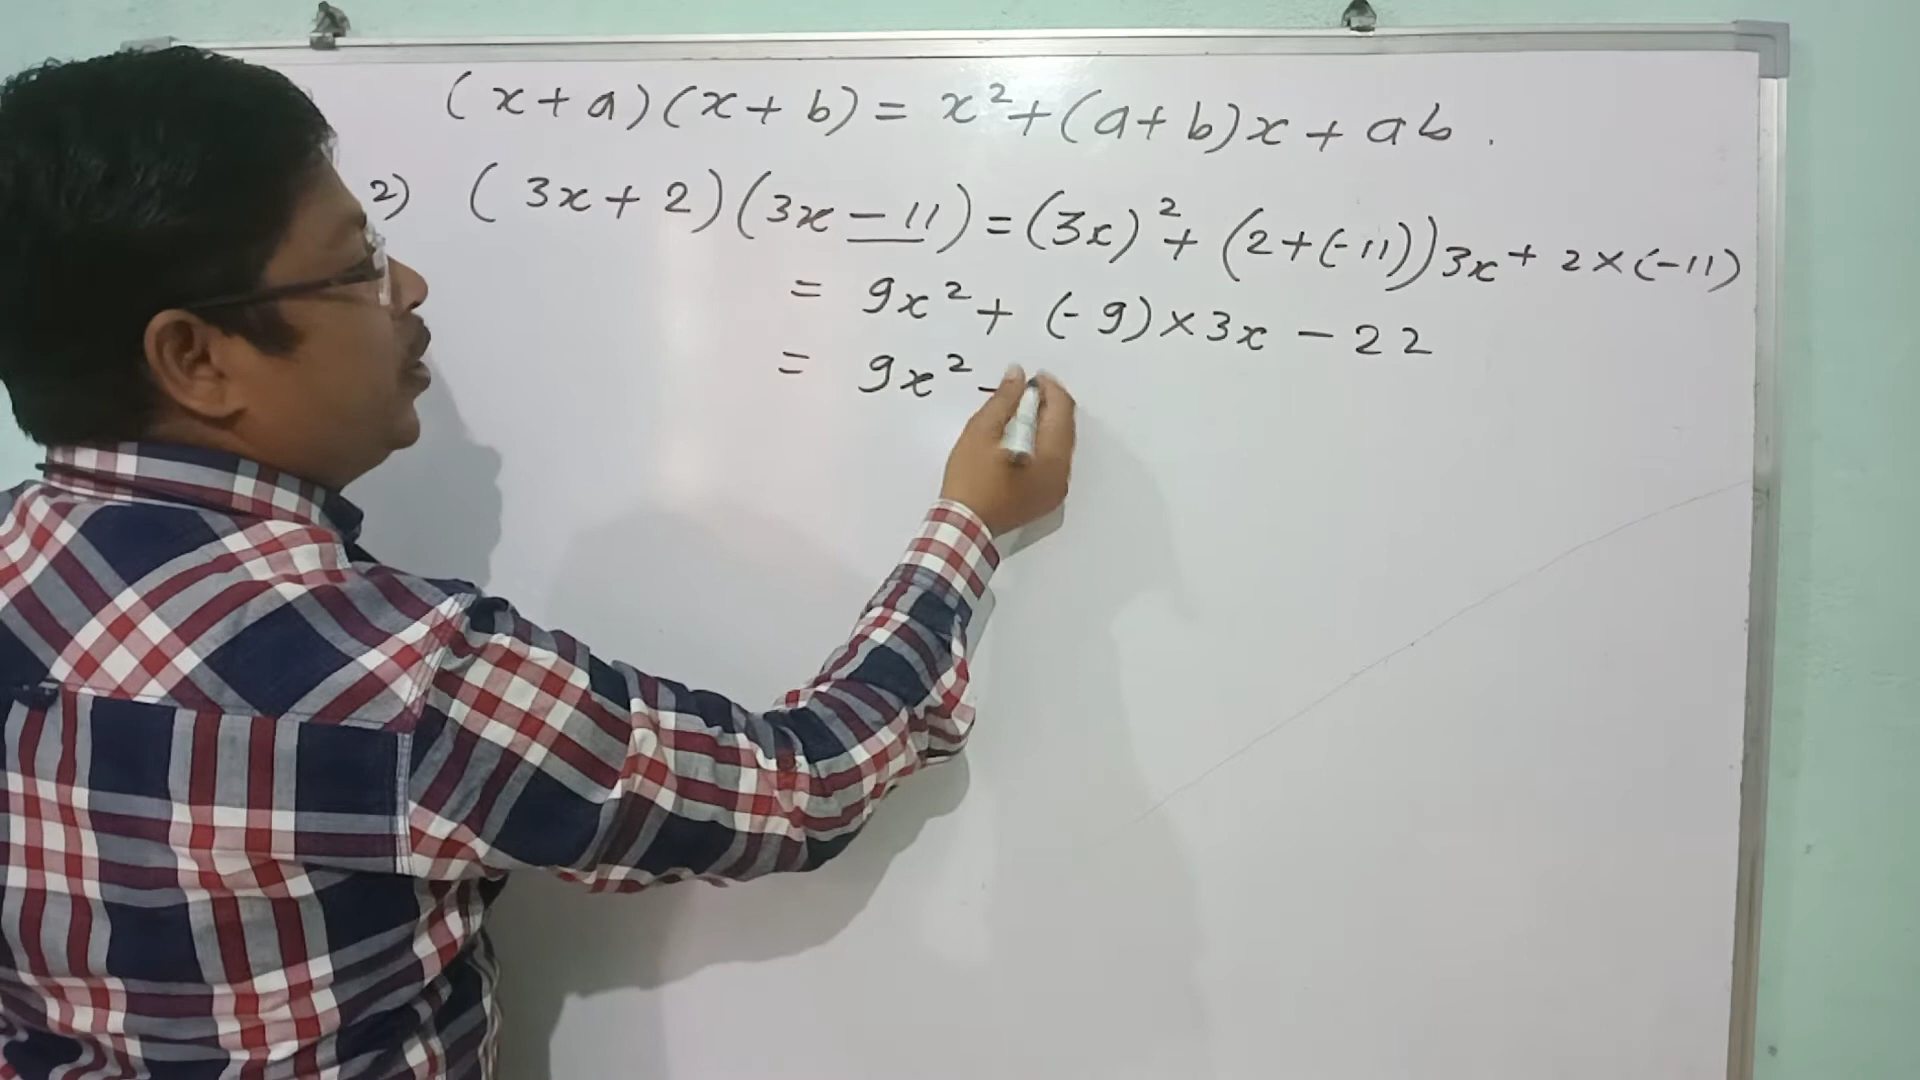 (x + a)(x + b) = x² + (a + b)x + ab.
2) (3x + 2)(3x - 11) = (3x)² + (2 + (-11))3x + 2 × (-11)
= 9x² + (-9) × 3x - 22
= 9x² -